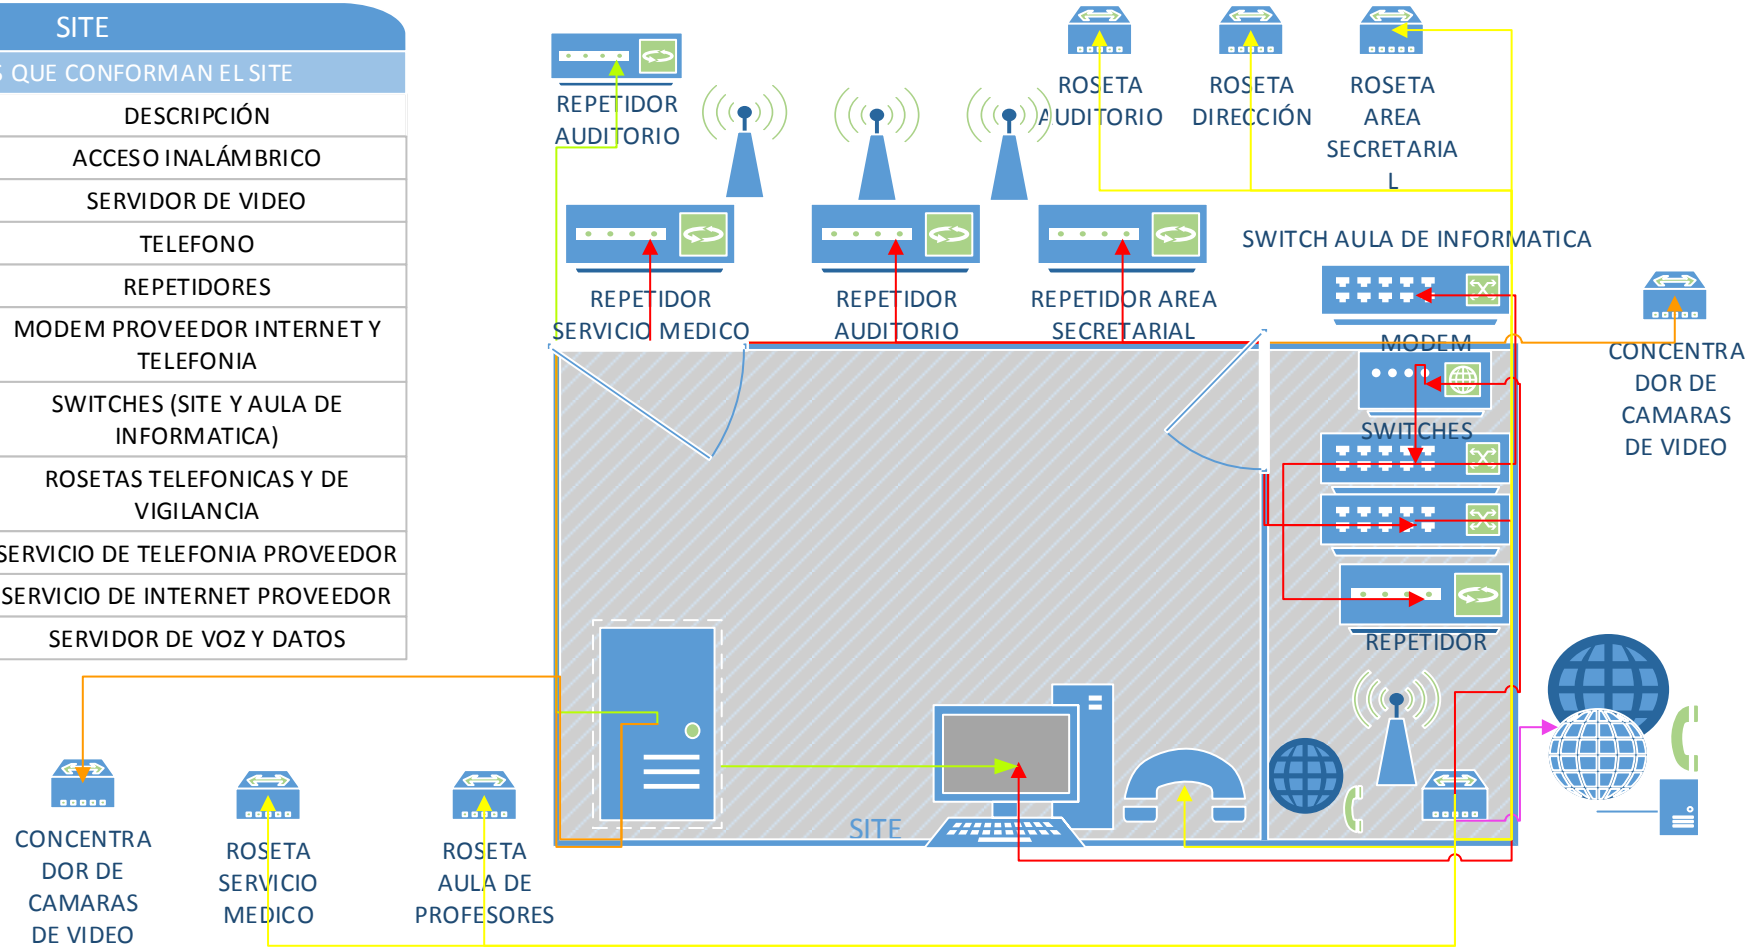 SITE
S QUE CONFORMAN EL SITE
DESCRIPCIÓN
ACCESO INALÁMBRICO
SERVIDOR DE VIDEO
TELEFONO
REPETIDORES
MODEM PROVEEDOR INTERNET Y
TELEFONIA
SWITCHES (SITE Y AULA DE
INFORMATICA)
ROSETAS TELEFONICAS Y DE
VIGILANCIA
SERVICIO DE TELEFONIA PROVEEDOR
SERVICIO DE INTERNET PROVEEDOR
SERVIDOR DE VOZ Y DATOS
REPETIDOR
AUDITORIO
ROSETA
AUDITORIO
ROSETA
DIRECCIÓN
ROSETA
AREA
SECRETARIA
L
REPETIDOR
SERVICIO MEDICO
REPETIDOR
AUDITORIO
REPETIDOR AREA
SECRETARIAL
SWITCH AULA DE INFORMATICA
MODEM
SWITCHES
REPETIDOR
CONCENTRA
DOR DE
CAMARAS
DE VIDEO
SITE
CONCENTRA
DOR DE
CAMARAS
DE VIDEO
ROSETA
SERVICIO
MEDICO
ROSETA
AULA DE
PROFESORES